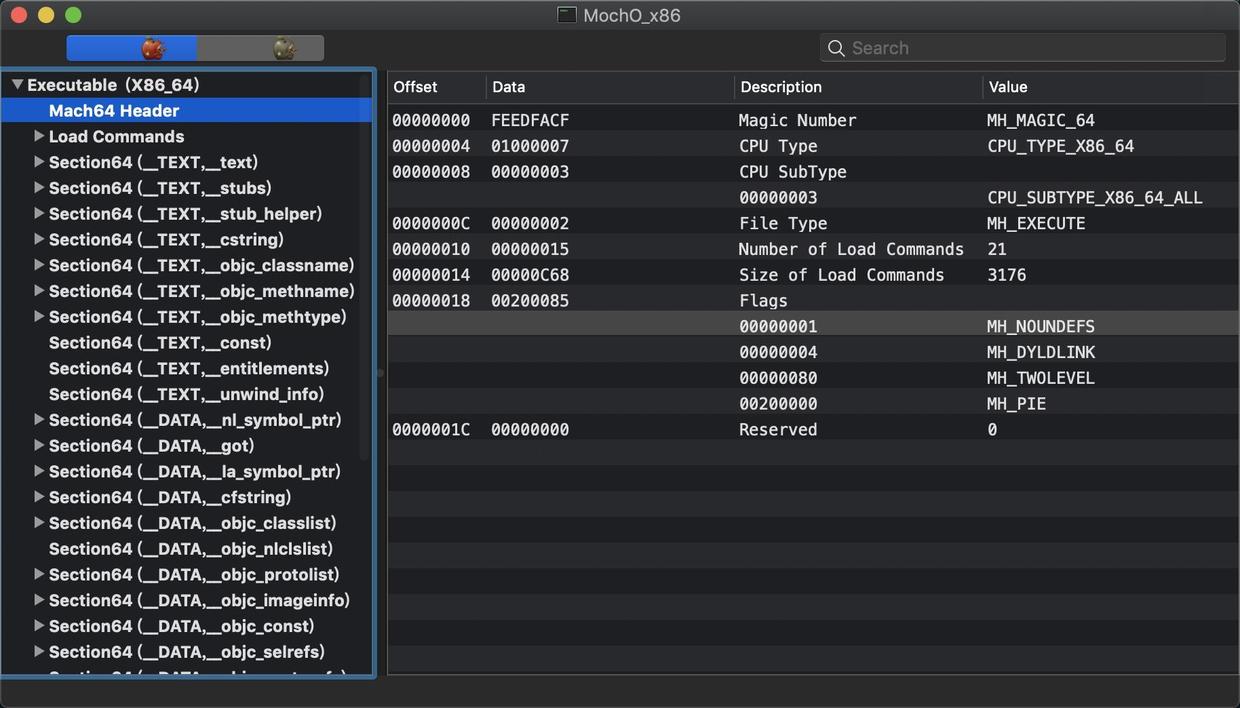 MochO_x86
Search
Executable (X86_64)
Mach64 Header
Load Commands
Section64 (__TEXT,__text)
Section64 (__TEXT,__stubs)
Section64 (__TEXT,__stub_helper)
Section64 (__TEXT,__cstring)
Section64 (__TEXT,__objc_classname)
Section64 (__TEXT,__objc_methname)
Section64 (__TEXT,__objc_methtype)
Section64 (__TEXT,__const)
Section64 (__TEXT,__entitlements)
Section64 (__TEXT,__unwind_info)
Section64 (__DATA,__nl_symbol_ptr)
Section64 (__DATA,__got)
Section64 (__DATA,__la_symbol_ptr)
Section64 (__DATA,__cfstring)
Section64 (__DATA,__objc_classlist)
Section64 (__DATA,__objc_nlclslist)
Section64 (__DATA,__objc_protolist)
Section64 (__DATA,__objc_imageinfo)
Section64 (__DATA,__objc_const)
Section64 (__DATA,__objc_selrefs)
Offset Data Description Value
00000000 FEEDFACF Magic Number MH_MAGIC_64
00000004 01000007 CPU Type CPU_TYPE_X86_64
00000008 00000003 CPU SubType
00000003 CPU_SUBTYPE_X86_64_ALL
0000000C 00000002 File Type MH_EXECUTE
00000010 00000015 Number of Load Commands 21
00000014 00000C68 Size of Load Commands 3176
00000018 00200085 Flags
00000001 MH_NOUNDEFS
00000004 MH_DYLDLINK
00000080 MH_TWOLEVEL
00200000 MH_PIE
0000001C 00000000 Reserved 0